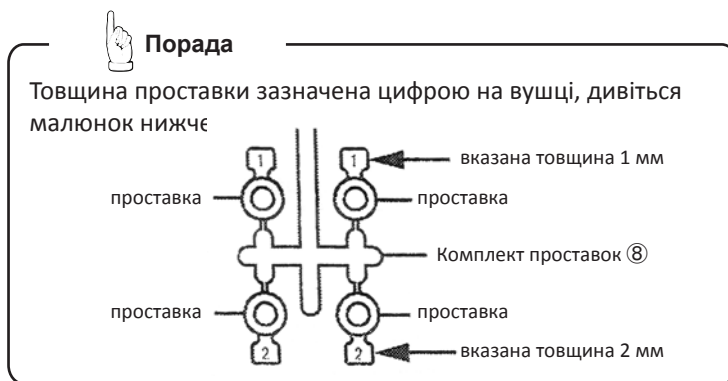 Порада
Товщина проставки зазначена цифрою на вушці, дивіться
малюнок нижче
1 1 вказана товщина 1 мм
проставка проставка
Комплект проставок ⑧
проставка проставка
2 2 вказана товщина 2 мм